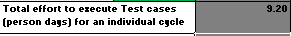 Total effort to execute Test cases 9.20
(person days) for an individual cycle